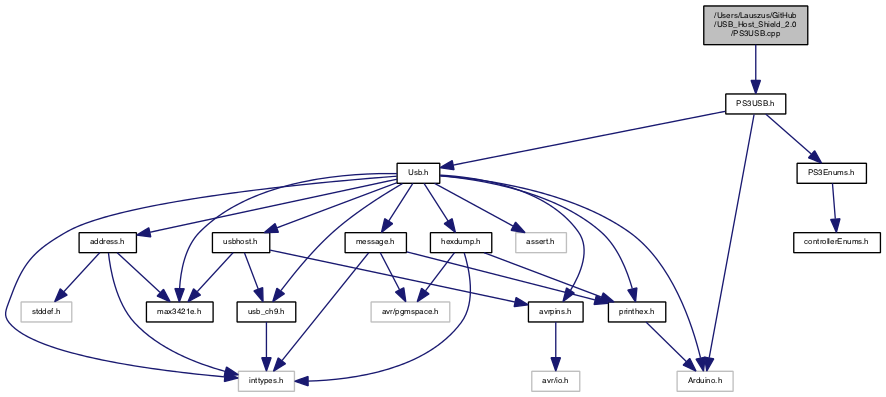 /Users/Lauszus/GitHub
/USB_Host_Shield_2.0
/PS3USB.cpp
PS3USB.h
Usb.h
PS3Enums.h
address.h
usbhost.h
message.h
hexdump.h
assert.h
controllerEnums.h
stddef.h
max3421e.h
usb_ch9.h
avr/pgmspace.h
avrpins.h
printhex.h
inttypes.h
avr/io.h
Arduino.h